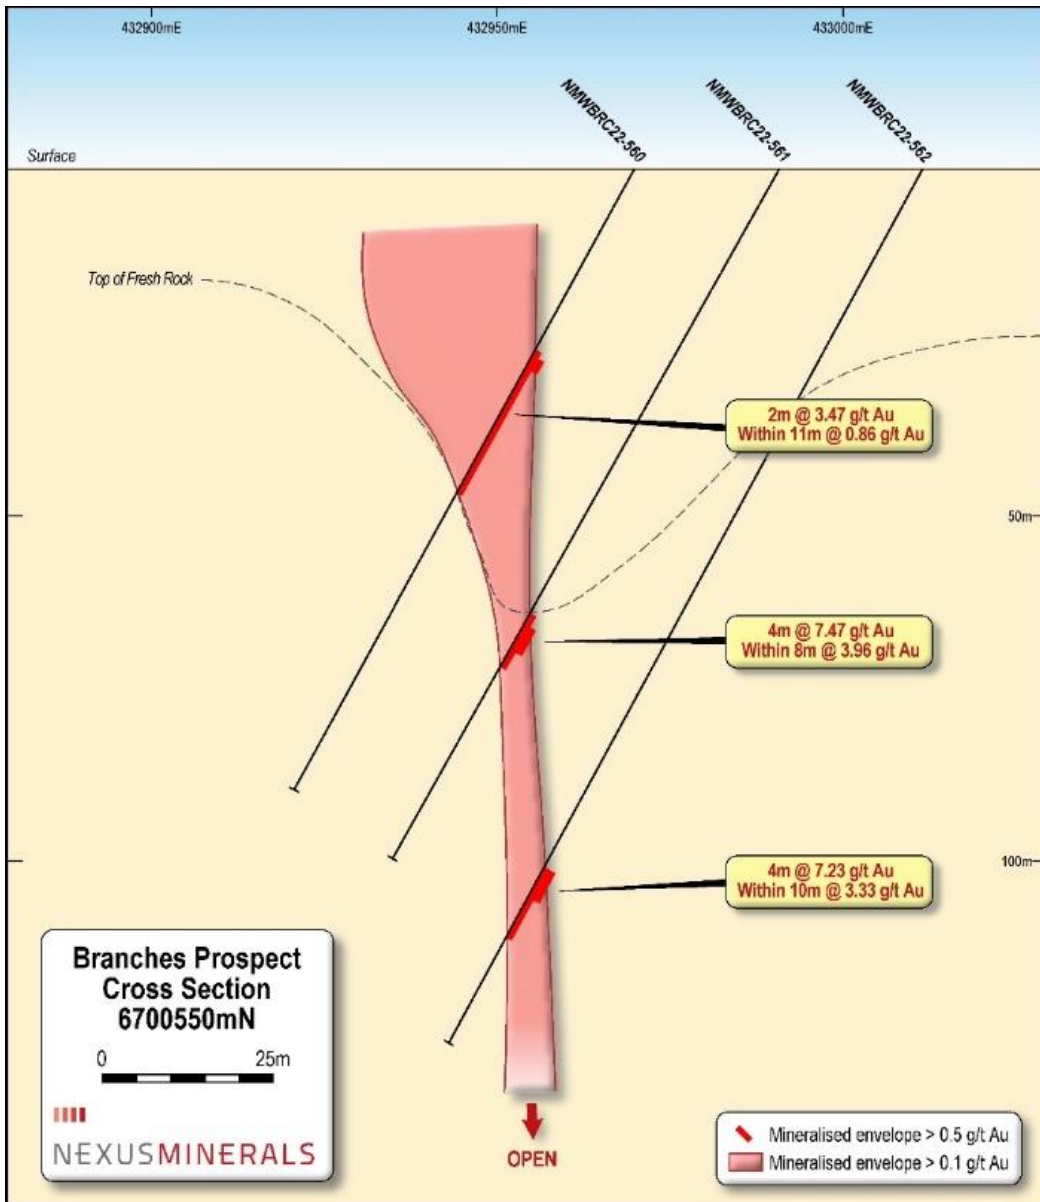 432900mE
432950mE
433000mE
NMWBRC22-560
NMWBRC22-561
NMWBRC22-562
Surface
Top of Fresh Rock
2m @ 3.47 g/t Au
Within 11m @ 0.86 g/t Au
50m
4m @ 7.47 g/t Au
Within 8m @ 3.96 g/t Au
100m
4m @ 7.23 g/t Au
Within 10m @ 3.33 g/t Au
Branches Prospect
Cross Section
6700550mN
0 25m
NEXUSMINERALS
OPEN
Mineralised envelope > 0.5 g/t Au
Mineralised envelope > 0.1 g/t Au